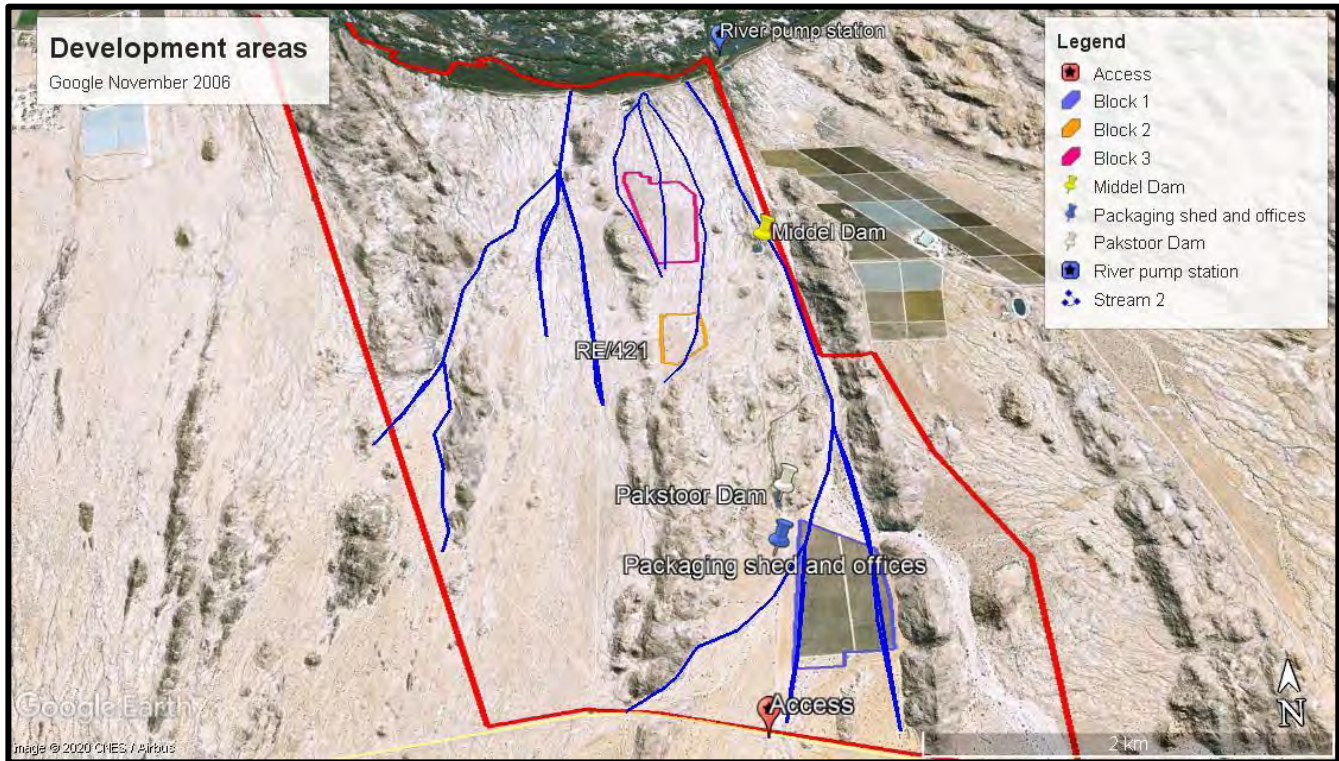 Development areas
Google November 2006
River pump station
Legend
Access
Block 1
Block 2
Block 3
Middel Dam
Packaging shed and offices
Pakstoor Dam
River pump station
Stream 2
Middel Dam
RE/421
Pakstoor Dam
Packaging shed and offices
Access
Google Earth
Image © 2020 CNES / Airbus
2 km
N